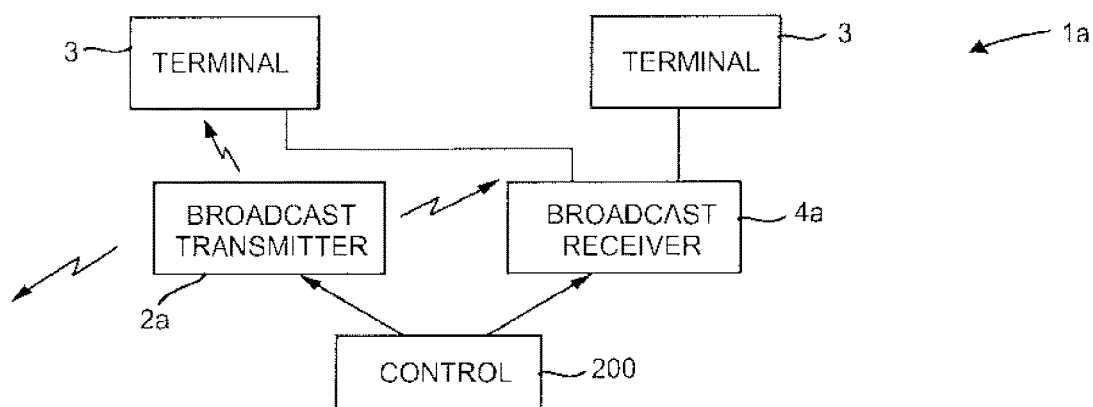 3
TERMINAL
TERMINAL
3
1a
BROADCAST
TRANSMITTER
2a
BROADCAST
RECEIVER
4a
CONTROL
200